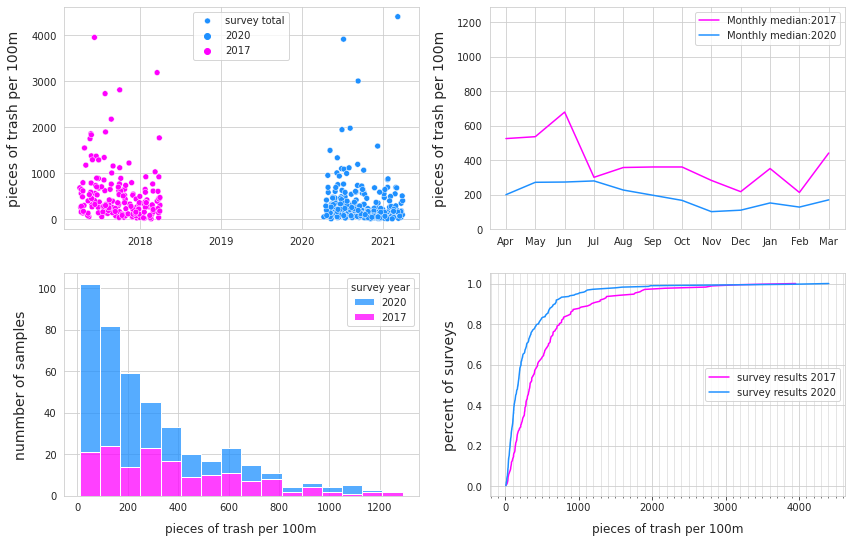 pieces of trash per 100m
4000
3000
2000
1000
0
survey total
2020
2017
2018
2019
2020
2021
pieces of trash per 100m
1200
1000
800
600
400
200
0
Monthly median:2017
Monthly median:2020
Apr May Jun Jul Aug Sep Oct Nov Dec Jan Feb Mar
nummber of samples
100
80
60
40
20
0
survey year
2020
2017
0 200 400 600 800 1000 1200
pieces of trash per 100m
percent of surveys
1.0
0.8
0.6
0.4
0.2
0.0
survey results 2017
survey results 2020
0 1000 2000 3000 4000
pieces of trash per 100m